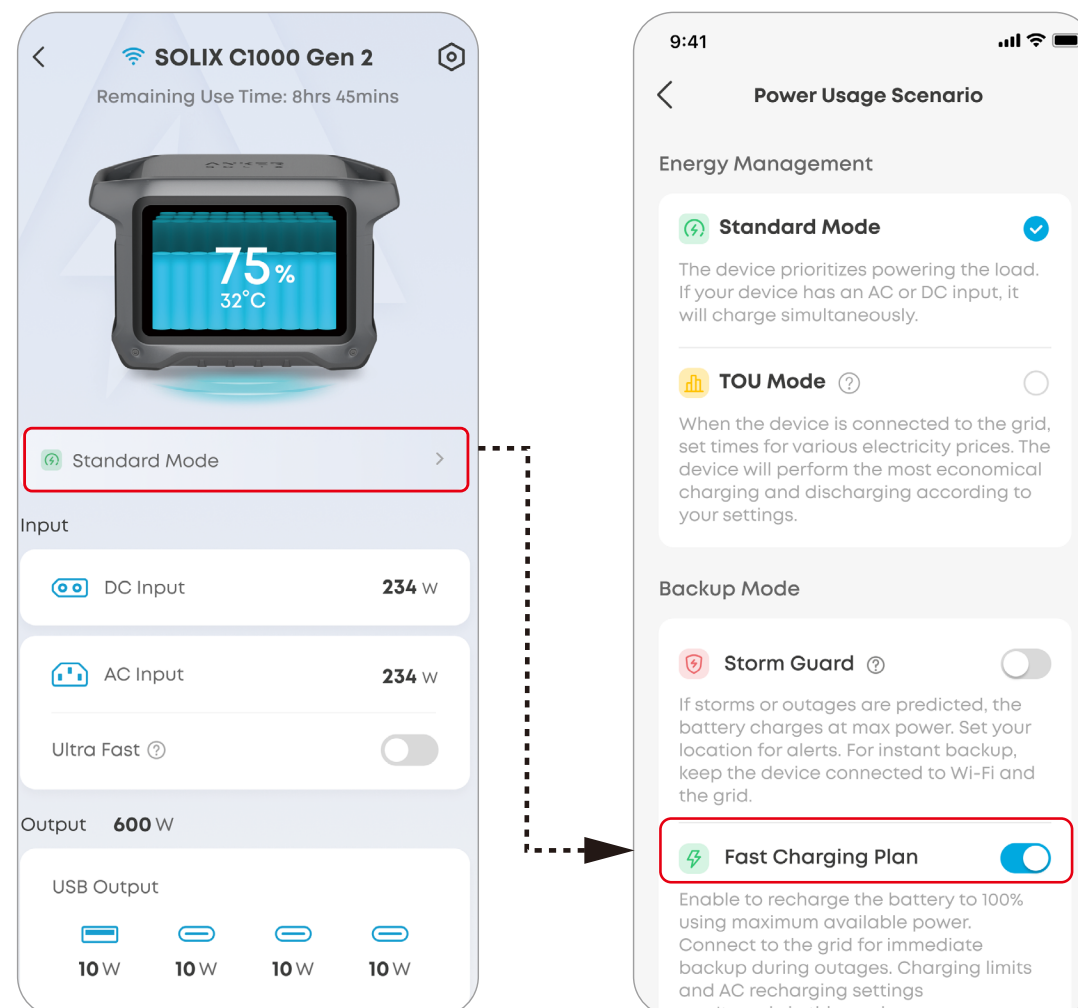 SOLIX C1000 Gen 2
Remaining Use Time: 8hrs 45mins
ANKER
SOLIX
75%
32°C
Standard Mode
Input
DC Input 234 W
AC Input 234 W
Ultra Fast ?
Output 600 W
USB Output
10 W 10 W 10 W 10 W
9:41
Power Usage Scenario
Energy Management
Standard Mode
The device prioritizes powering the load.
If your device has an AC or DC input, it
will charge simultaneously.
TOU Mode ?
When the device is connected to the grid,
set times for various electricity prices. The
device will perform the most economical
charging and discharging according to
your settings.
Backup Mode
Storm Guard ?
If storms or outages are predicted, the
battery charges at max power. Set your
location for alerts. For instant backup,
keep the device connected to Wi-Fi and
the grid.
Fast Charging Plan
Enable to recharge the battery to 100%
using maximum available power.
Connect to the grid for immediate
backup during outages. Charging limits
and AC recharging settings